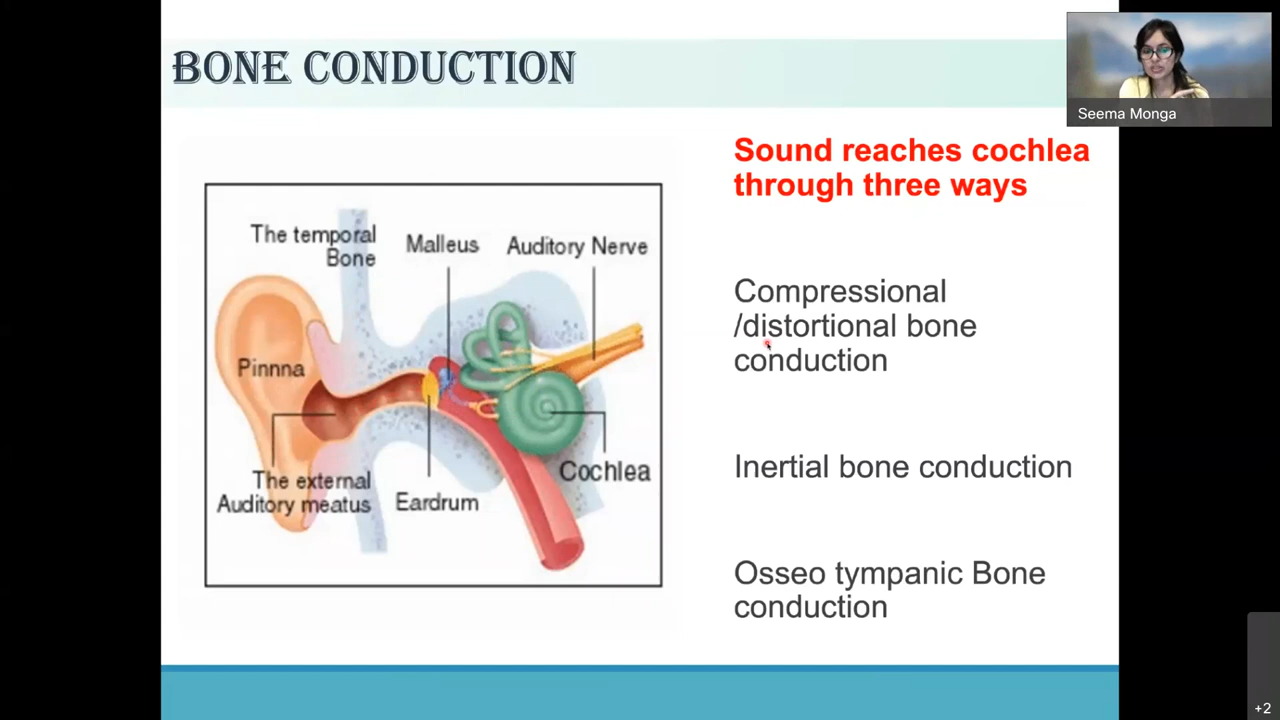 BONE CONDUCTION
Seema Monga
Sound reaches cochlea
through three ways
The temporal
Bone
Malleus
Auditory Nerve
Compressional
/distortional bone
conduction
Pinnna
The external
Auditory meatus
Eardrum
Cochlea
Inertial bone conduction
Osseo tympanic Bone
conduction
+2